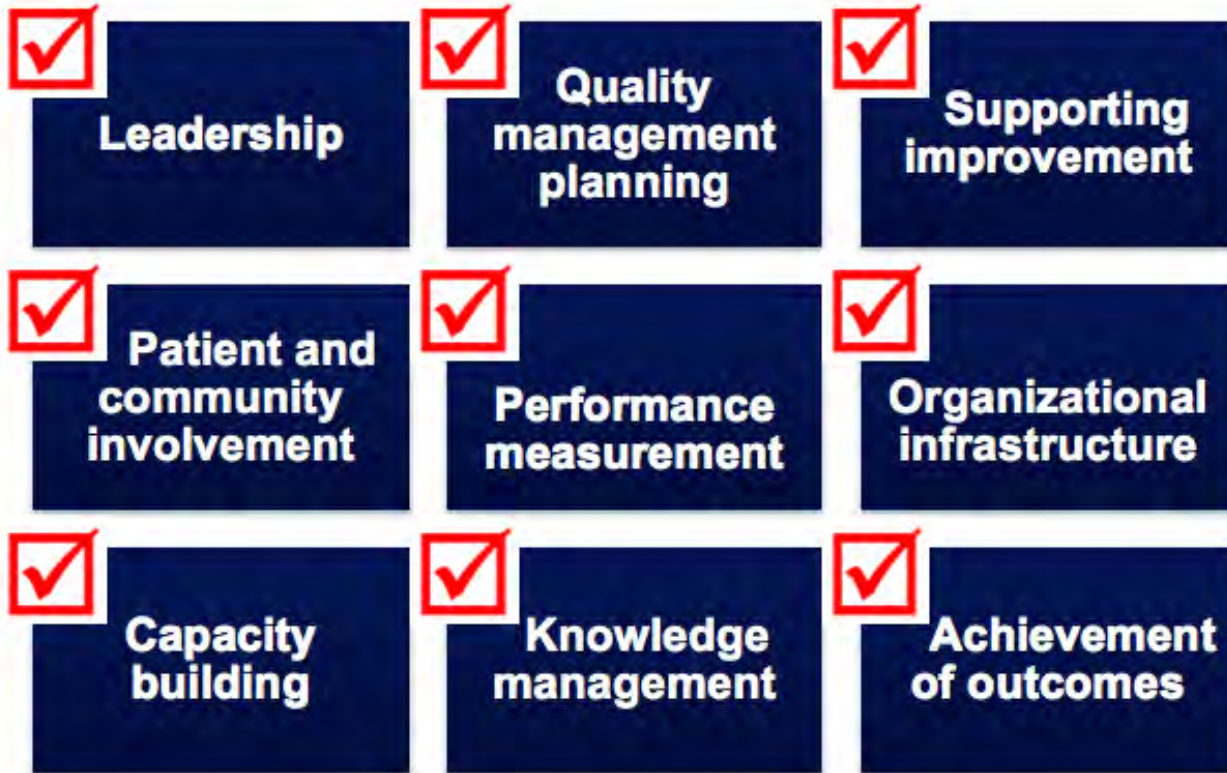 Leadership
Quality
management
planning
Supporting
improvement
Patient and
community
involvement
Performance
measurement
Organizational
infrastructure
Capacity
building
Knowledge
management
Achievement
of outcomes